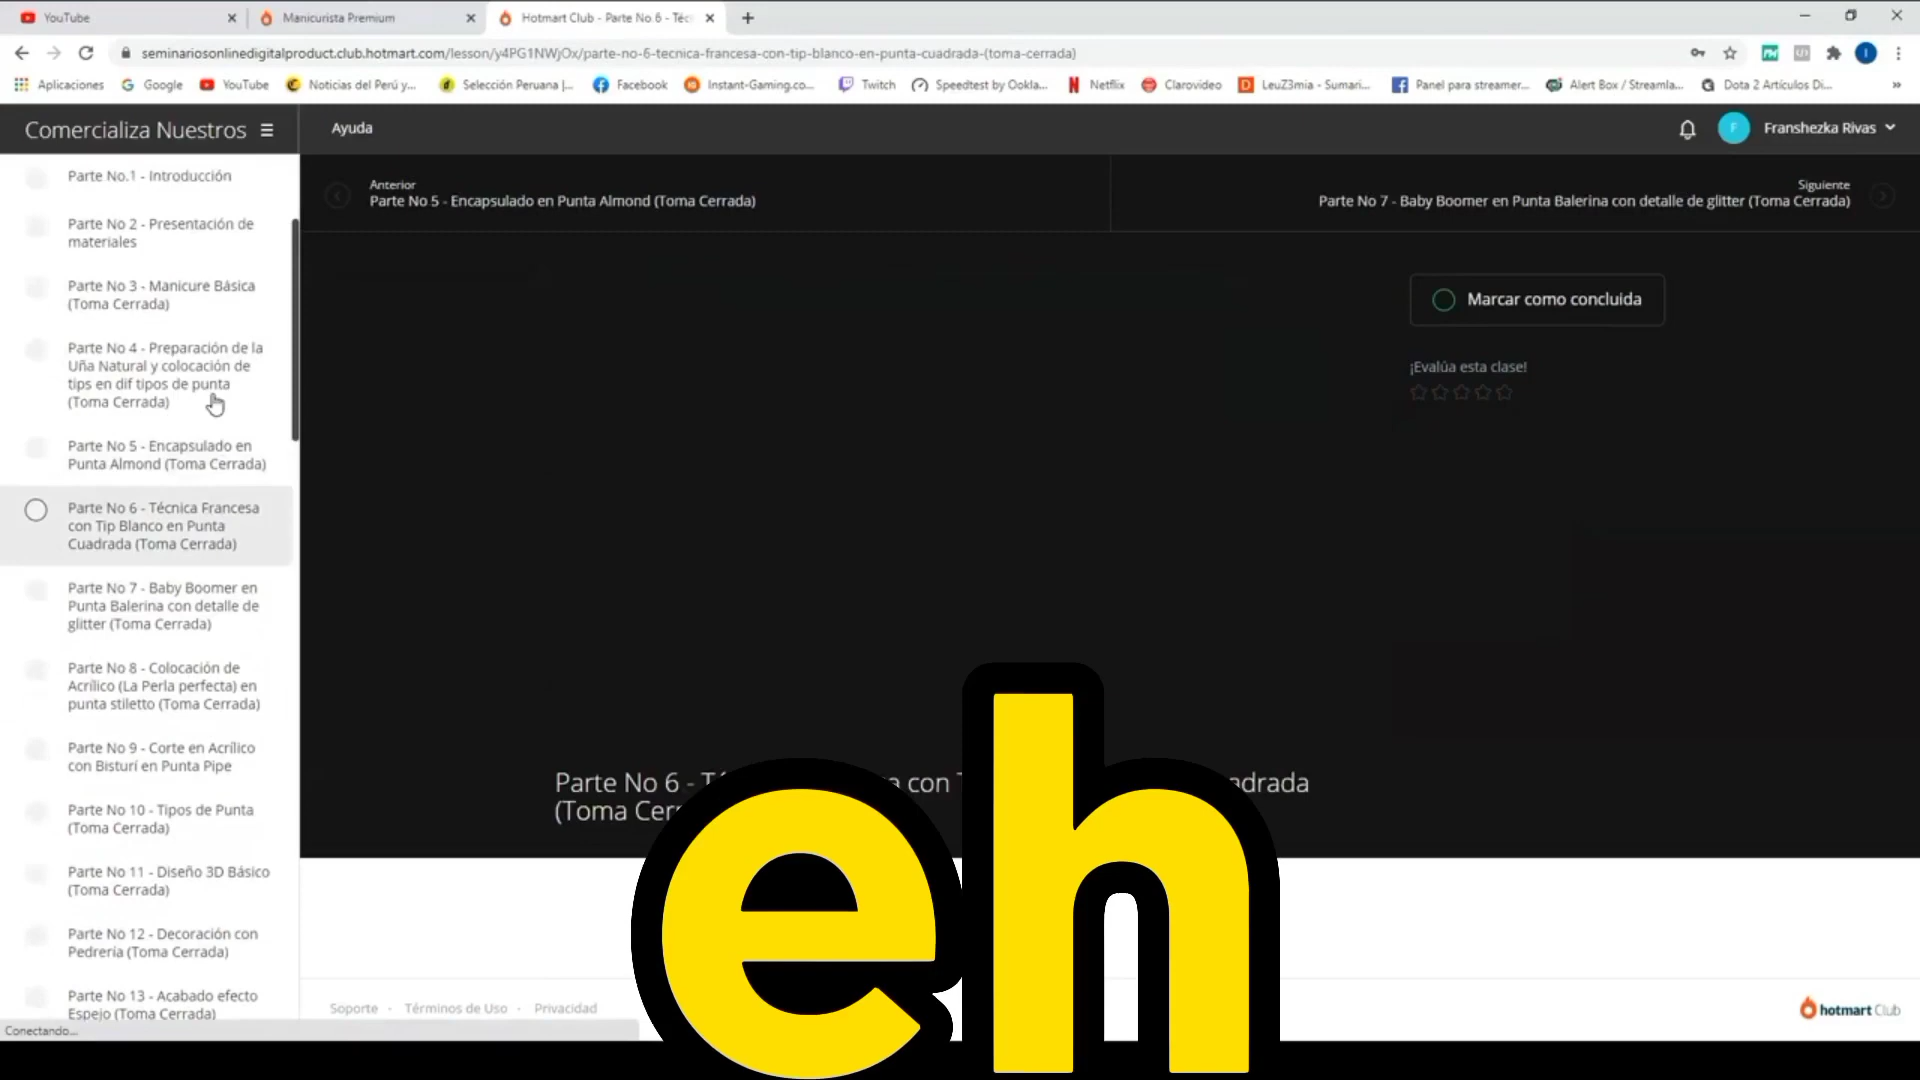 YouTube
Manicurista Premium
Hotmart Club - Parte No 6 - Téc
seminariosonlinedigitalproduct.club.hotmart.com/lesson/y4PG1NWjOx/parte-no-6-tecnica-francesa-con-tip-blanco-en-punta-cuadrada-(toma-cerrada)
Aplicaciones
Google
YouTube
Noticias del Perú y...
Selección Peruana |...
Facebook
Instant-Gaming.co...
Twitch
Speedtest by Ookla...
Netflix
Clarovideo
LeuZ3mia - Sumari...
Panel para streamer...
Alert Box / Streamla...
Dota 2 Artículos Di...
»
Comercializa Nuestros
Ayuda
F
Franshezka Rivas
Parte No.1 - Introducción
Parte No 2 - Presentación de
materiales
Parte No 3 - Manicure Básica
(Toma Cerrada)
Parte No 4 - Preparación de la
Uña Natural y colocación de
tips en dif tipos de punta
(Toma Cerrada)
Parte No 5 - Encapsulado en
Punta Almond (Toma Cerrada)
Parte No 6 - Técnica Francesa
con Tip Blanco en Punta
Cuadrada (Toma Cerrada)
Parte No 7 - Baby Boomer en
Punta Balerina con detalle de
glitter (Toma Cerrada)
Parte No 8 - Colocación de
Acrílico (La Perla perfecta) en
punta stiletto (Toma Cerrada)
Parte No 9 - Corte en Acrílico
con Bisturí en Punta Pipe
Parte No 10 - Tipos de Punta
(Toma Cerrada)
Parte No 11 - Diseño 3D Básico
(Toma Cerrada)
Parte No 12 - Decoración con
Pedrería (Toma Cerrada)
Parte No 13 - Acabado efecto
Espejo (Toma Cerrada)
Conectando...
Anterior
Parte No 5 - Encapsulado en Punta Almond (Toma Cerrada)
Siguiente
Parte No 7 - Baby Boomer en Punta Balerina con detalle de glitter (Toma Cerrada)
Marcar como concluida
¡Evalúa esta clase!
Parte No 6 - T con adrada
(Toma Cer
eh
Soporte · Términos de Uso · Privacidad
hotmart Club